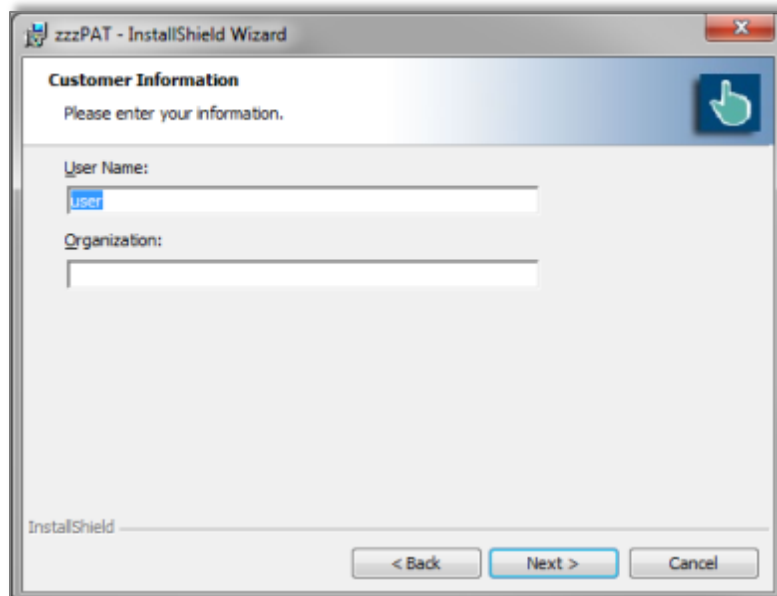 zzzPAT - InstallShield Wizard
Customer Information
Please enter your information.
User Name:
user
Organization:
InstallShield
< Back Next > Cancel